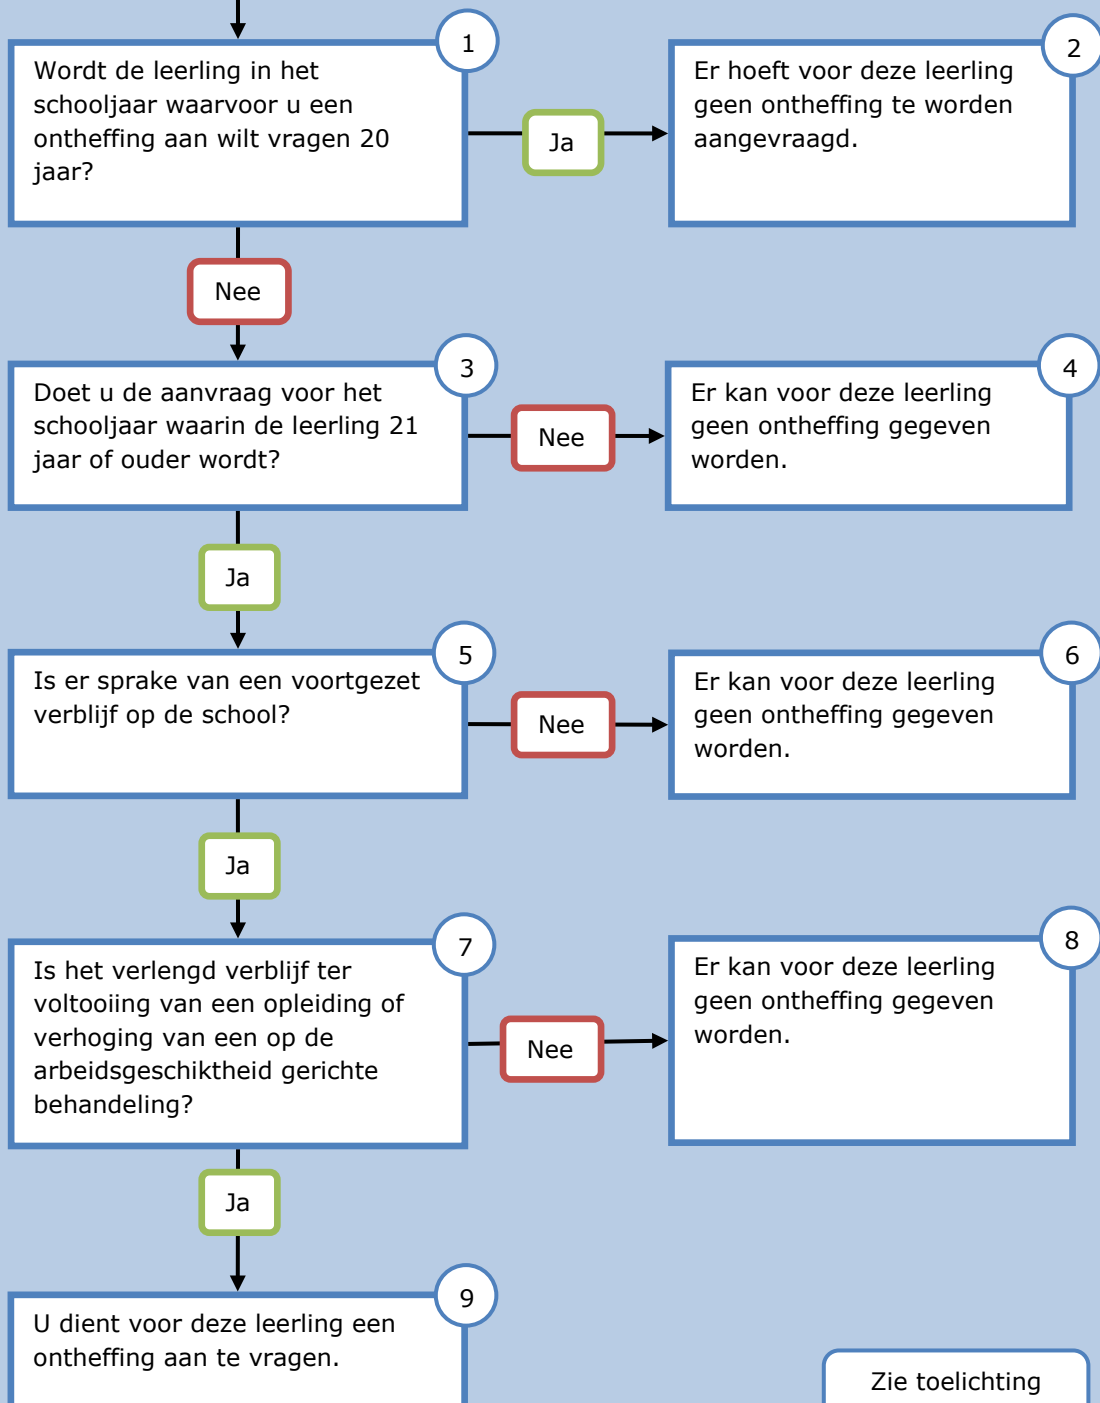 1
Wordt de leerling in het
schooljaar waarvoor u een
ontheffing aan wilt vragen 20
jaar?
Ja
2
Er hoeft voor deze leerling
geen ontheffing te worden
aangevraagd.
Nee
3
Doet u de aanvraag voor het
schooljaar waarin de leerling 21
jaar of ouder wordt?
Nee
4
Er kan voor deze leerling
geen ontheffing gegeven
worden.
Ja
5
Is er sprake van een voortgezet
verblijf op de school?
Nee
6
Er kan voor deze leerling
geen ontheffing gegeven
worden.
Ja
7
Is het verlengd verblijf ter
voltooiing van een opleiding of
verhoging van een op de
arbeidsgeschiktheid gerichte
behandeling?
Nee
8
Er kan voor deze leerling
geen ontheffing gegeven
worden.
Ja
9
U dient voor deze leerling een
ontheffing aan te vragen.
Zie toelichting